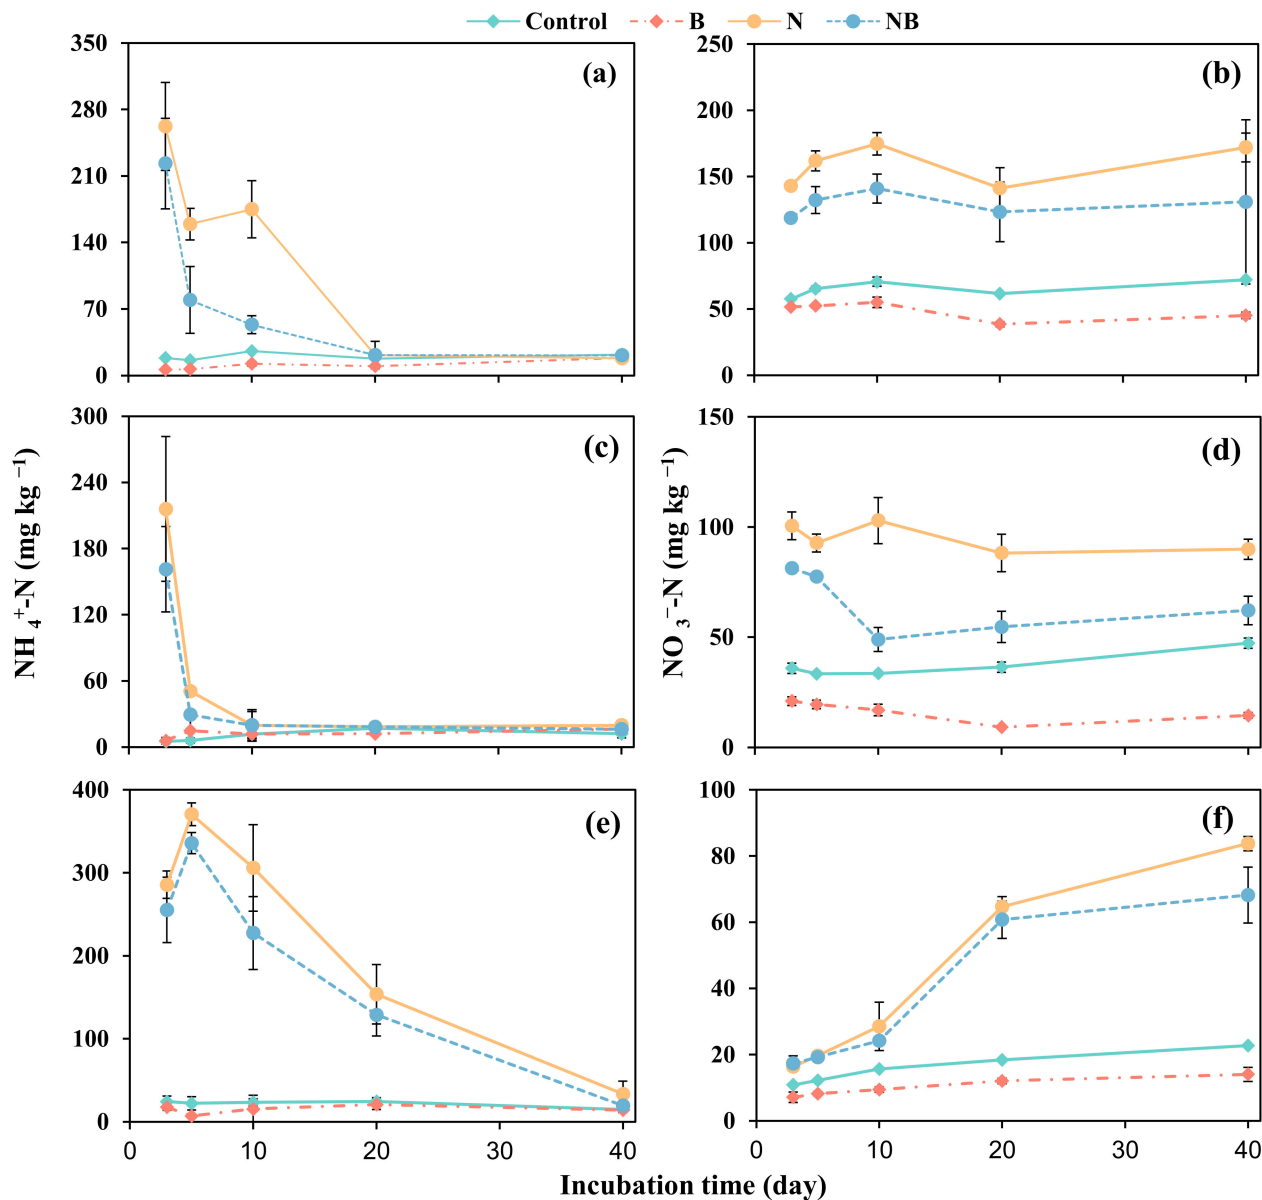 Control B N NB
350
280
210
140
70
0
(a)
250
200
150
100
50
0
(b)
300
240
180
120
60
0
(c)
150
100
50
0
(d)
400
300
200
100
0
(e)
0 10 20 30 40
100
80
60
40
20
0
(f)
0 10 20 30 40
NH₄⁺-N (mg kg⁻¹)
NO₃⁻-N (mg kg⁻¹)
Incubation time (day)